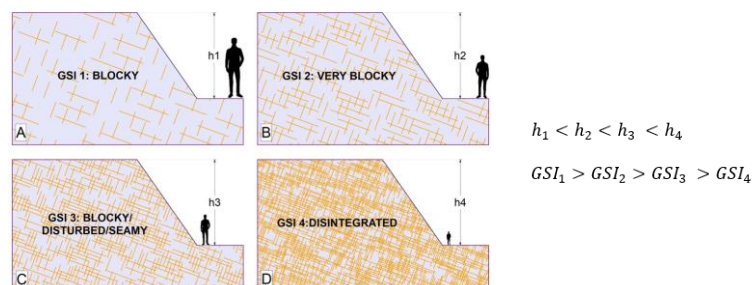 GSI 1: BLOCKY
h1
A
GSI 2: VERY BLOCKY
h2
B
h₁ < h₂ < h₃ < h₄
GSI₁ > GSI₂ > GSI₃ > GSI₄
GSI 3: BLOCKY/
DISTURBED/SEAMY
h3
C
GSI 4:DISINTEGRATED
h4
D